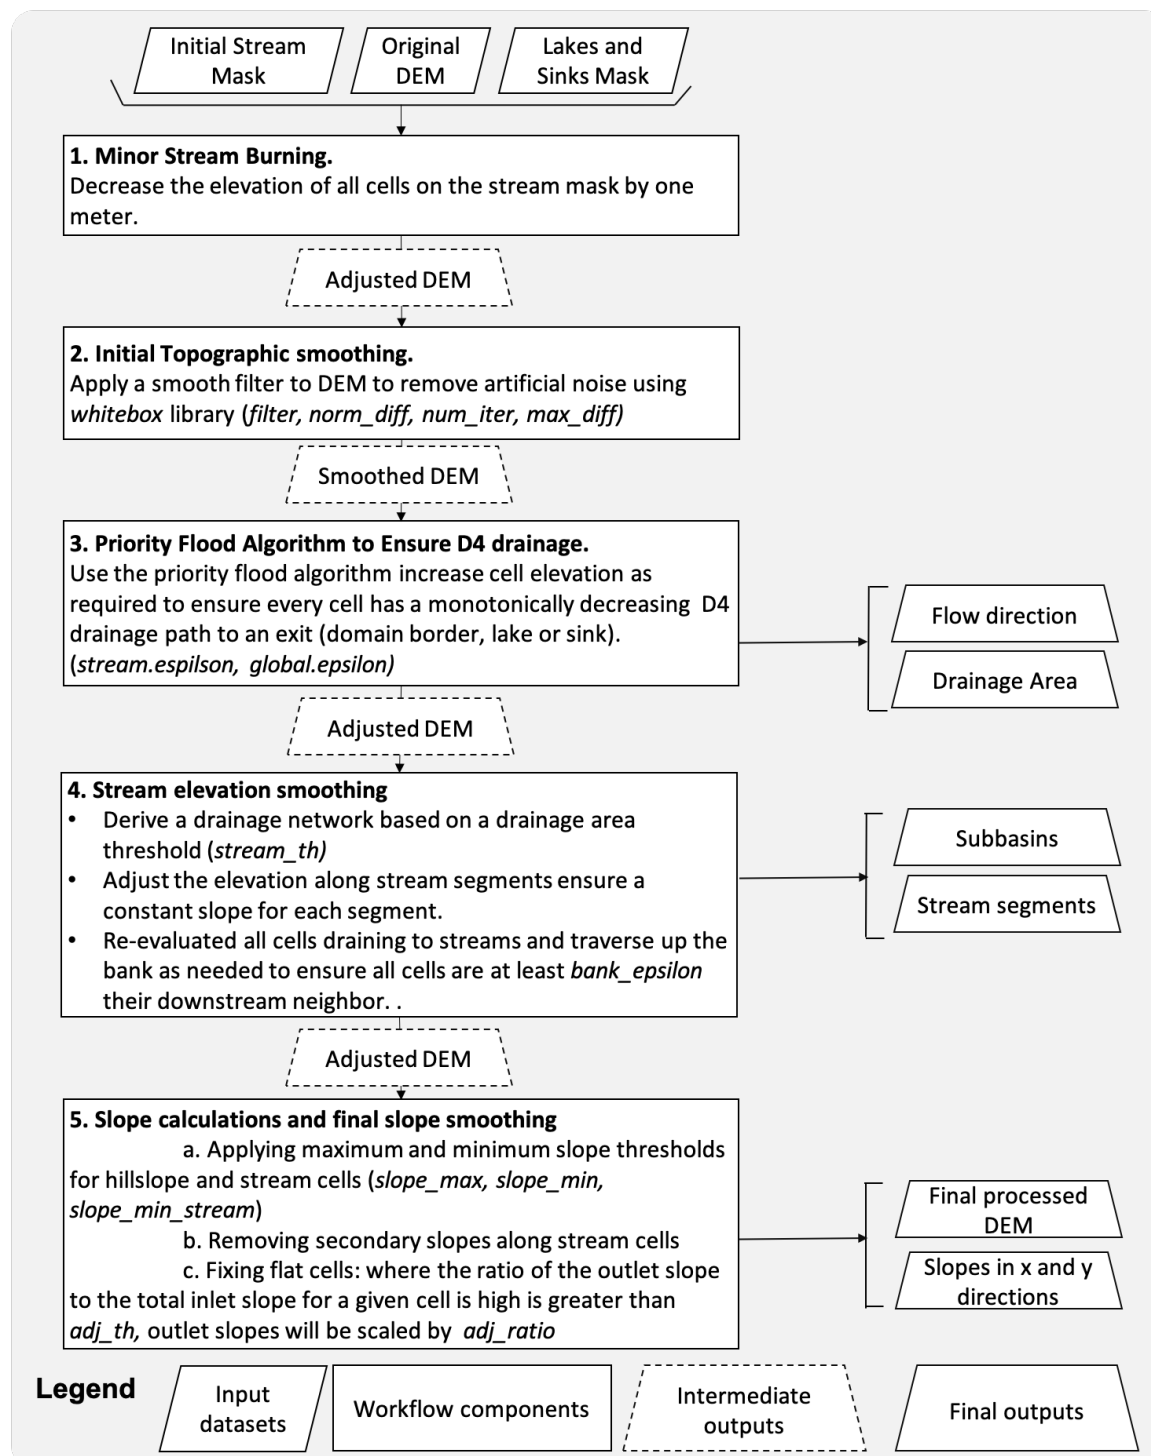 Initial Stream
Mask
Original
DEM
Lakes and
Sinks Mask
1. Minor Stream Burning.
Decrease the elevation of all cells on the stream mask by one
meter.
Adjusted DEM
2. Initial Topographic smoothing.
Apply a smooth filter to DEM to remove artificial noise using
whitebox library (filter, norm_diff, num_iter, max_diff)
Smoothed DEM
3. Priority Flood Algorithm to Ensure D4 drainage.
Use the priority flood algorithm increase cell elevation as
required to ensure every cell has a monotonically decreasing D4
drainage path to an exit (domain border, lake or sink).
(stream.espilson, global.epsilon)
Flow direction
Drainage Area
Adjusted DEM
4. Stream elevation smoothing
• Derive a drainage network based on a drainage area
threshold (stream_th)
• Adjust the elevation along stream segments ensure a
constant slope for each segment.
• Re-evaluated all cells draining to streams and traverse up the
bank as needed to ensure all cells are at least bank_epsilon
their downstream neighbor. .
Subbasins
Stream segments
Adjusted DEM
5. Slope calculations and final slope smoothing
a. Applying maximum and minimum slope thresholds
for hillslope and stream cells (slope_max, slope_min,
slope_min_stream)
b. Removing secondary slopes along stream cells
c. Fixing flat cells: where the ratio of the outlet slope
to the total inlet slope for a given cell is high is greater than
adj_th, outlet slopes will be scaled by adj_ratio
Final processed
DEM
Slopes in x and y
directions
Legend
Input
datasets
Workflow components
Intermediate
outputs
Final outputs